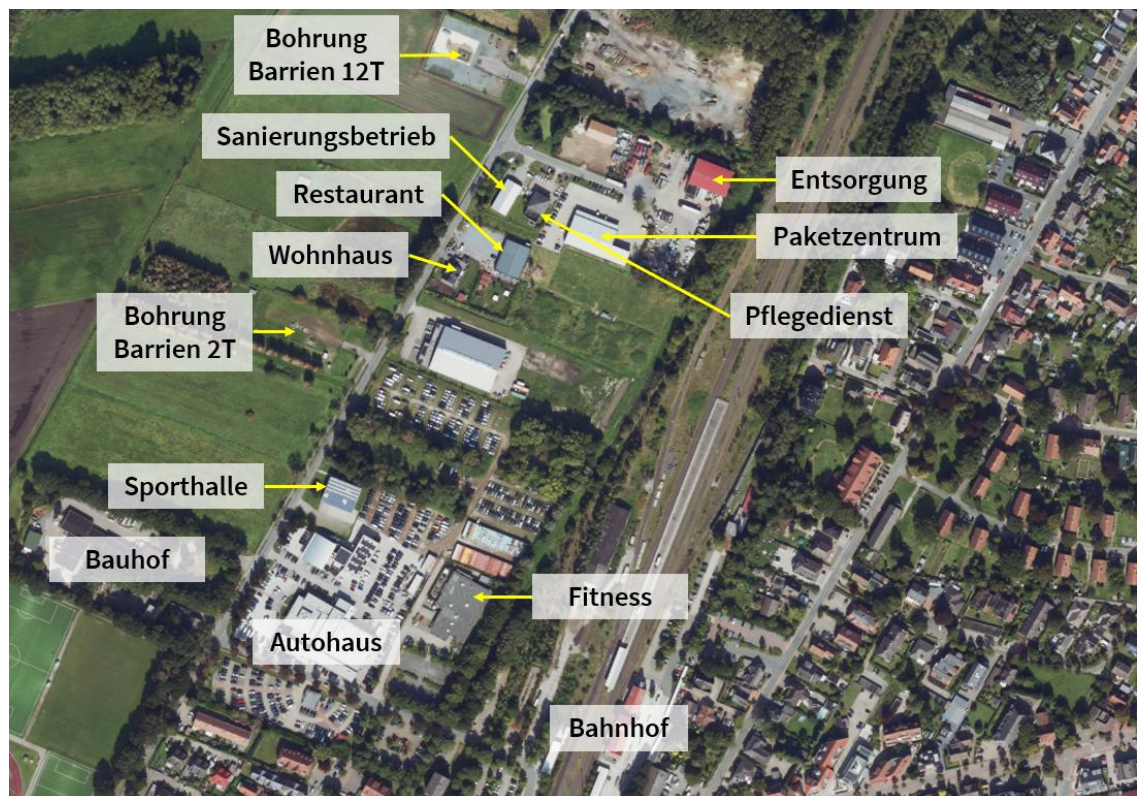 Bohrung
Barrien 12T
Sanierungsbetrieb
Restaurant
Entsorgung
Paketzentrum
Wohnhaus
Bohrung
Barrien 2T
Pflegedienst
Sporthalle
Bauhof
Fitness
Autohaus
Bahnhof